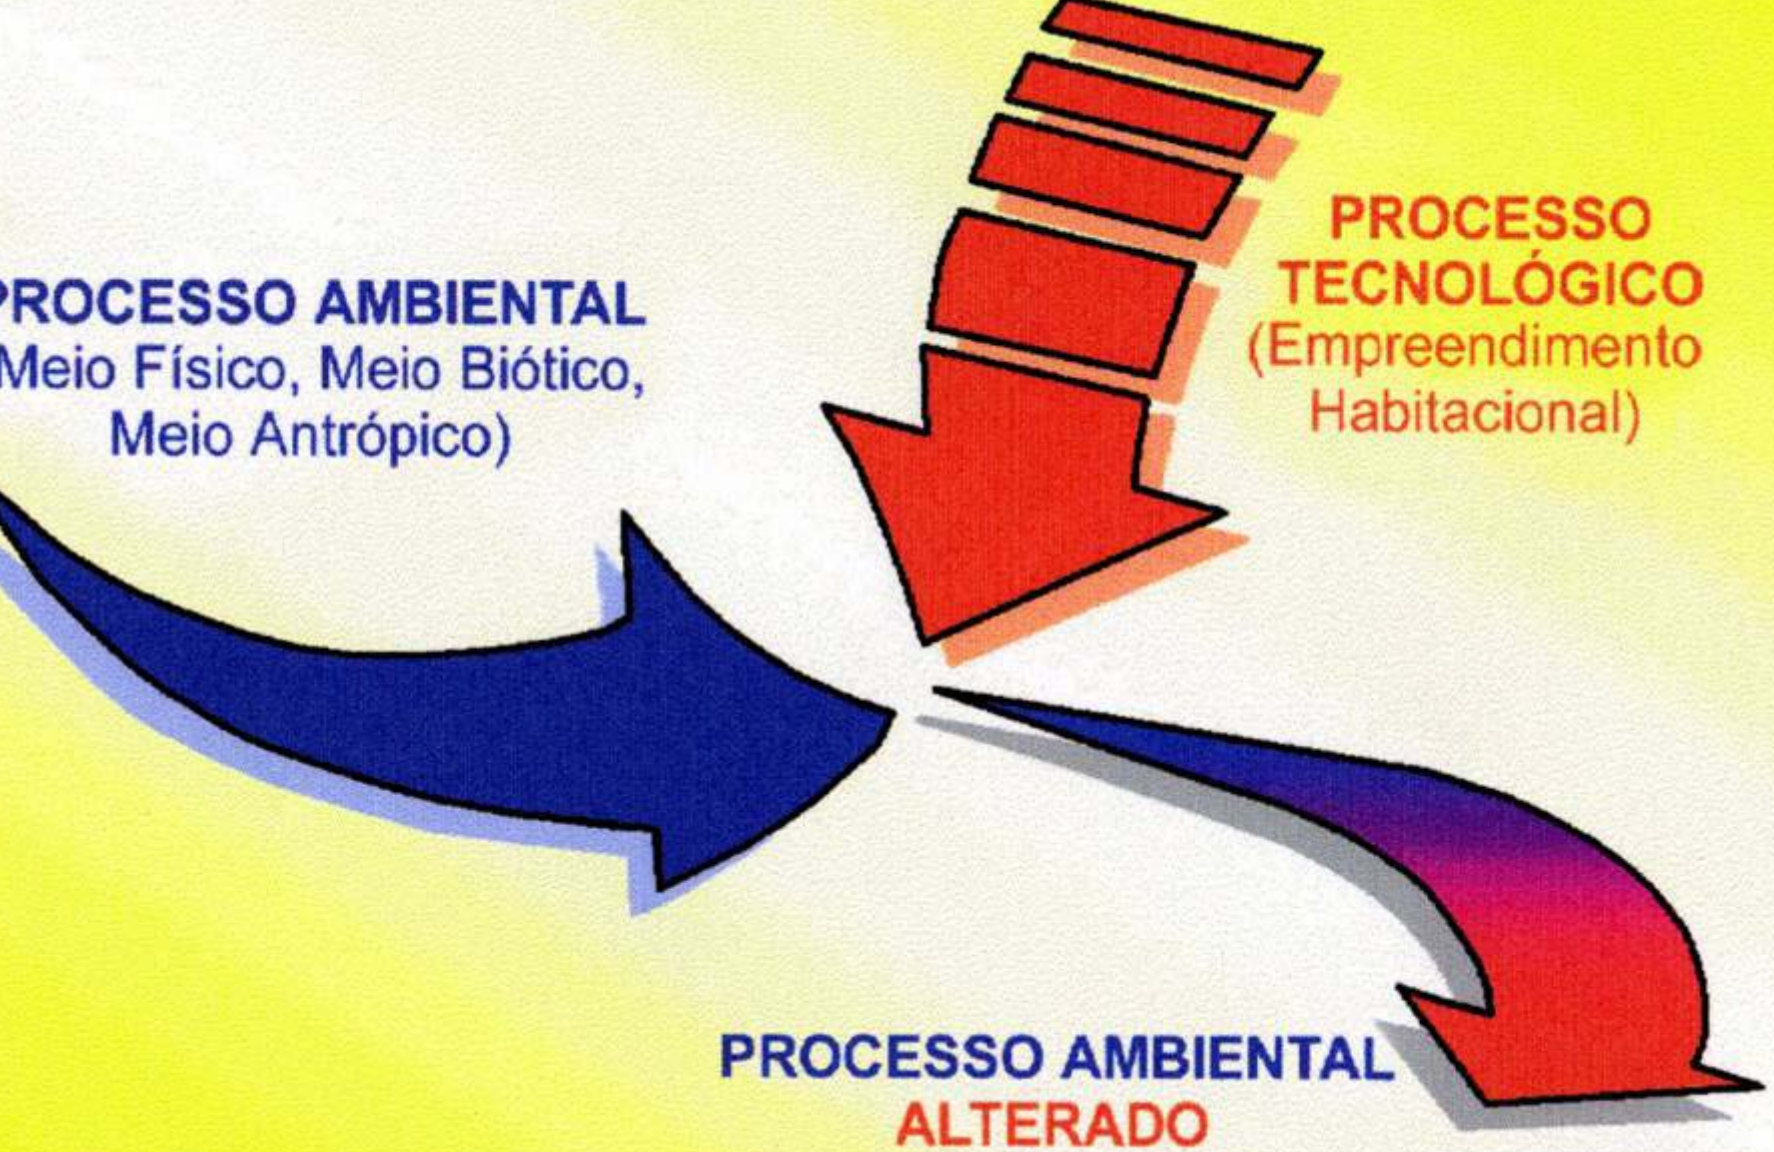 PROCESSO
TECNOLÓGICO
(Empreendimento
Habitacional)
PROCESSO AMBIENTAL
Meio Físico, Meio Biótico,
Meio Antrópico)
PROCESSO AMBIENTAL
ALTERADO